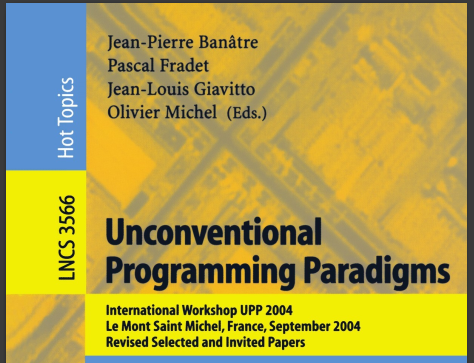 Jean-Pierre Banâtre
Pascal Fradet
Jean-Louis Giavitto
Olivier Michel (Eds.)
Hot Topics
LNCS 3566
Unconventional
Programming Paradigms
International Workshop UPP 2004
Le Mont Saint Michel, France, September 2004
Revised Selected and Invited Papers